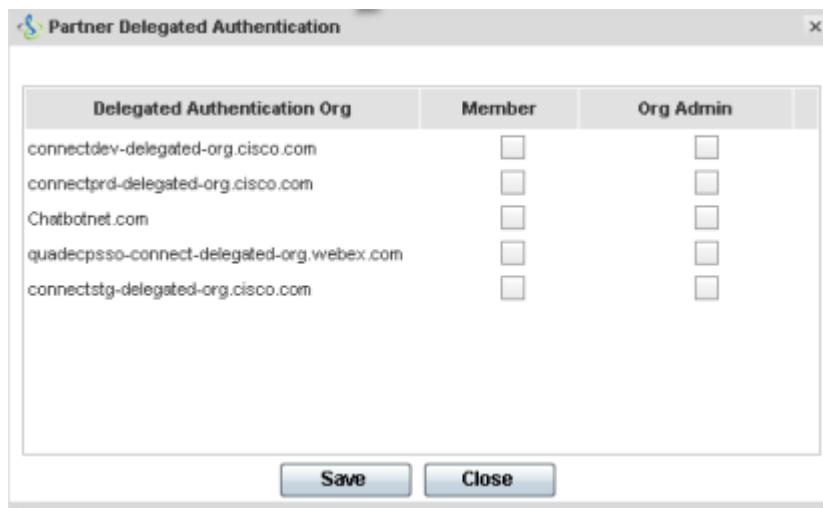 Partner Delegated Authentication
Delegated Authentication Org Member Org Admin
connectdev-delegated-org.cisco.com
connectprd-delegated-org.cisco.com
Chatbotnet.com
quadecpsso-connect-delegated-org.webex.com
connectstg-delegated-org.cisco.com
Save Close